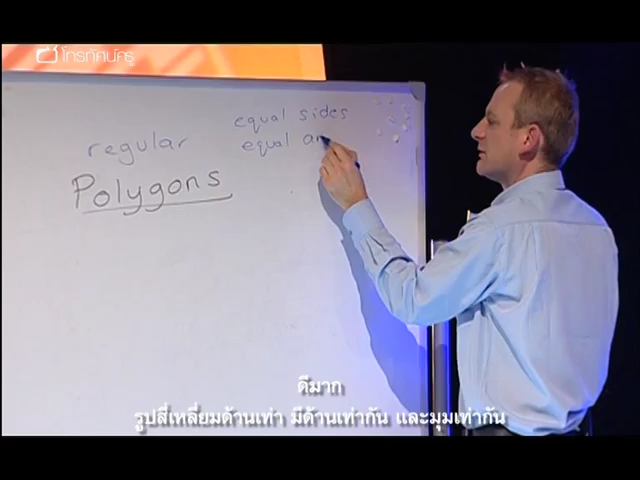 โทรทัศน์ครู
equal sides
regular
equal an
Polygons
ดีมาก
รูปสี่เหลี่ยมด้านเท่า มีด้านเท่ากัน และมุมเท่ากัน